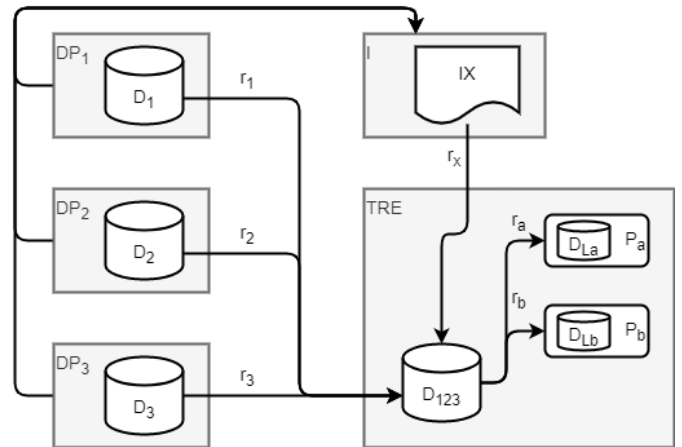 DP1
D1
r1
I
IX
rX
DP2
D2
r2
TRE
ra
DLa
Pa
rb
DLb
Pb
DP3
D3
r3
D123